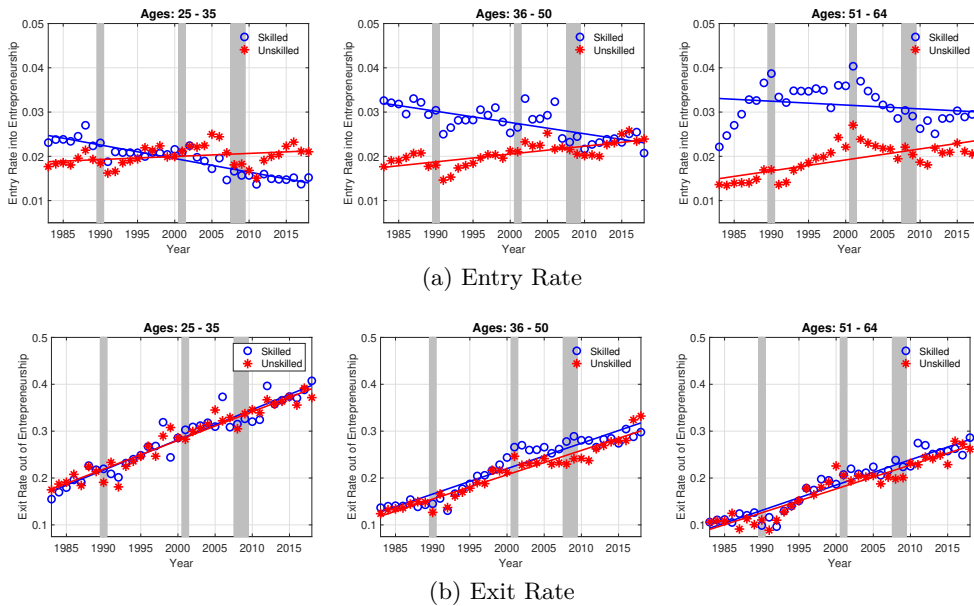 Ages: 25 - 35
Entry Rate into Entrepreneurship
0.05
0.04
0.03
0.02
0.01
Skilled
Unskilled
1985 1990 1995 2000 2005 2010 2015
Year
Ages: 36 - 50
Entry Rate into Entrepreneurship
0.05
0.04
0.03
0.02
0.01
Skilled
Unskilled
1985 1990 1995 2000 2005 2010 2015
Year
Ages: 51 - 64
Entry Rate into Entrepreneurship
0.05
0.04
0.03
0.02
0.01
Skilled
Unskilled
1985 1990 1995 2000 2005 2010 2015
Year
(a) Entry Rate
Ages: 25 - 35
Exit Rate out of Entrepreneurship
0.5
0.4
0.3
0.2
0.1
Skilled
Unskilled
1985 1990 1995 2000 2005 2010 2015
Year
Ages: 36 - 50
Exit Rate out of Entrepreneurship
0.5
0.4
0.3
0.2
0.1
Skilled
Unskilled
1985 1990 1995 2000 2005 2010 2015
Year
Ages: 51 - 64
Exit Rate out of Entrepreneurship
0.5
0.4
0.3
0.2
0.1
Skilled
Unskilled
1985 1990 1995 2000 2005 2010 2015
Year
(b) Exit Rate